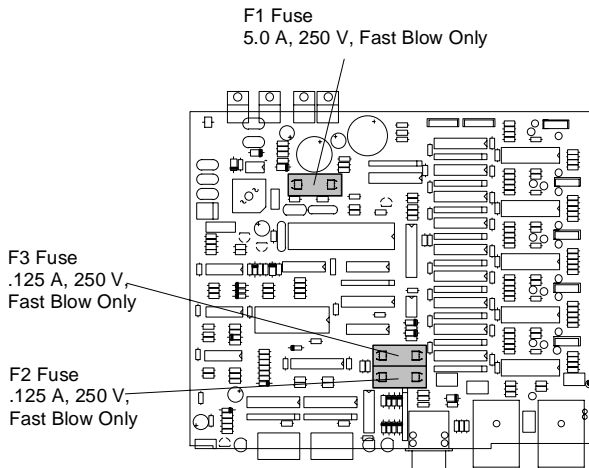 F1 Fuse
5.0 A, 250 V, Fast Blow Only
F3 Fuse
.125 A, 250 V,
Fast Blow Only
F2 Fuse
.125 A, 250 V,
Fast Blow Only